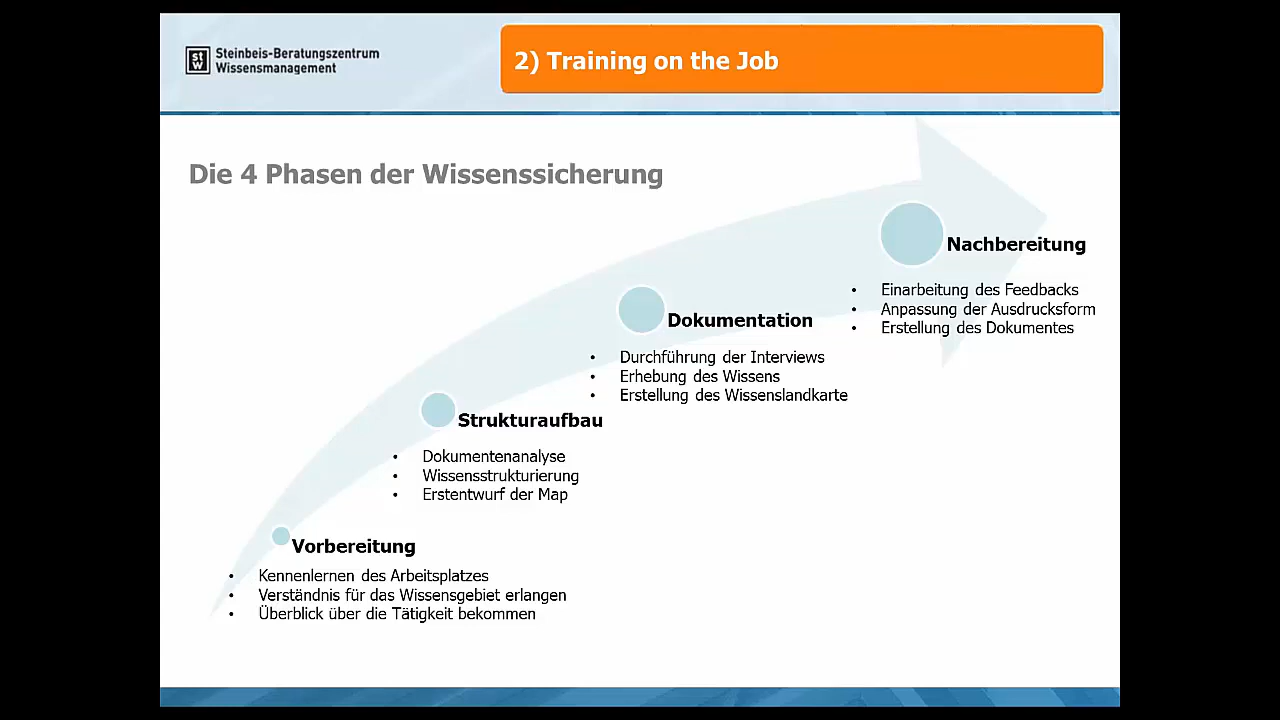 st
w
Steinbeis-Beratungszentrum
Wissensmanagement
2) Training on the Job
Die 4 Phasen der Wissenssicherung
Vorbereitung
• Kennenlernen des Arbeitsplatzes
• Verständnis für das Wissensgebiet erlangen
• Überblick über die Tätigkeit bekommen
Strukturaufbau
• Dokumentenanalyse
• Wissensstrukturierung
• Erstentwurf der Map
Dokumentation
• Durchführung der Interviews
• Erhebung des Wissens
• Erstellung des Wissenslandkarte
Nachbereitung
• Einarbeitung des Feedbacks
• Anpassung der Ausdrucksform
• Erstellung des Dokumentes